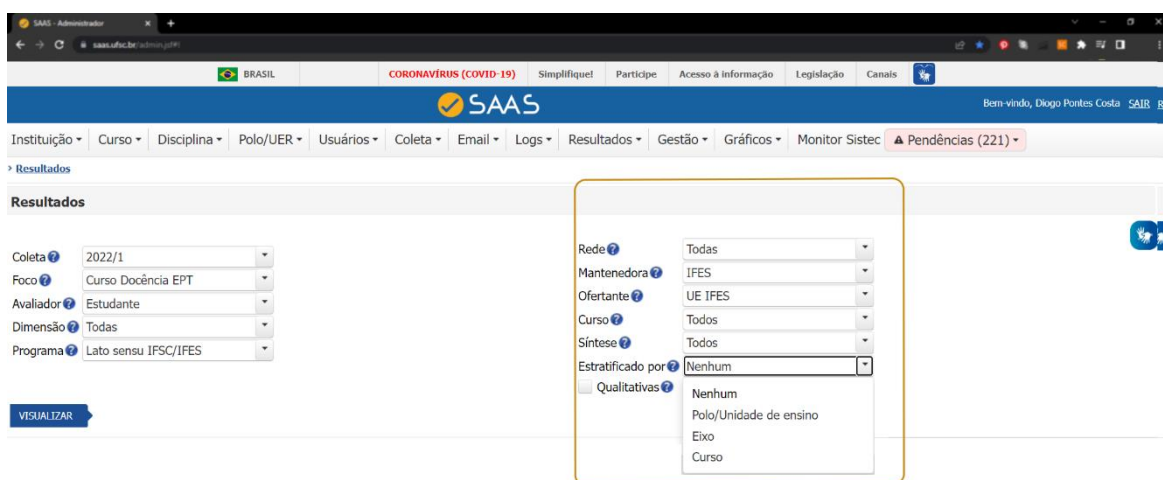 SAAS - Administrador
saas.ufsc.br/admin.jsf#!
BRASIL CORONAVÍRUS (COVID-19) Simplifique! Participe Acesso à informação Legislação Canais
SAAS
Bem-vindo, Diogo Pontes Costa SAIR
Instituição Curso Disciplina Polo/UER Usuários Coleta Email Logs Resultados Gestão Gráficos Monitor Sistec Pendências (221)
> Resultados
Resultados
Coleta 2022/1
Foco Curso Docência EPT
Avaliador Estudante
Dimensão Todas
Programa Lato sensu IFSC/IFES
VISUALIZAR
Rede Todas
Mantenedora IFES
Ofertante UE IFES
Curso Todos
Síntese Todos
Estratificado por Nenhum
Qualitativas
Nenhum
Polo/Unidade de ensino
Eixo
Curso